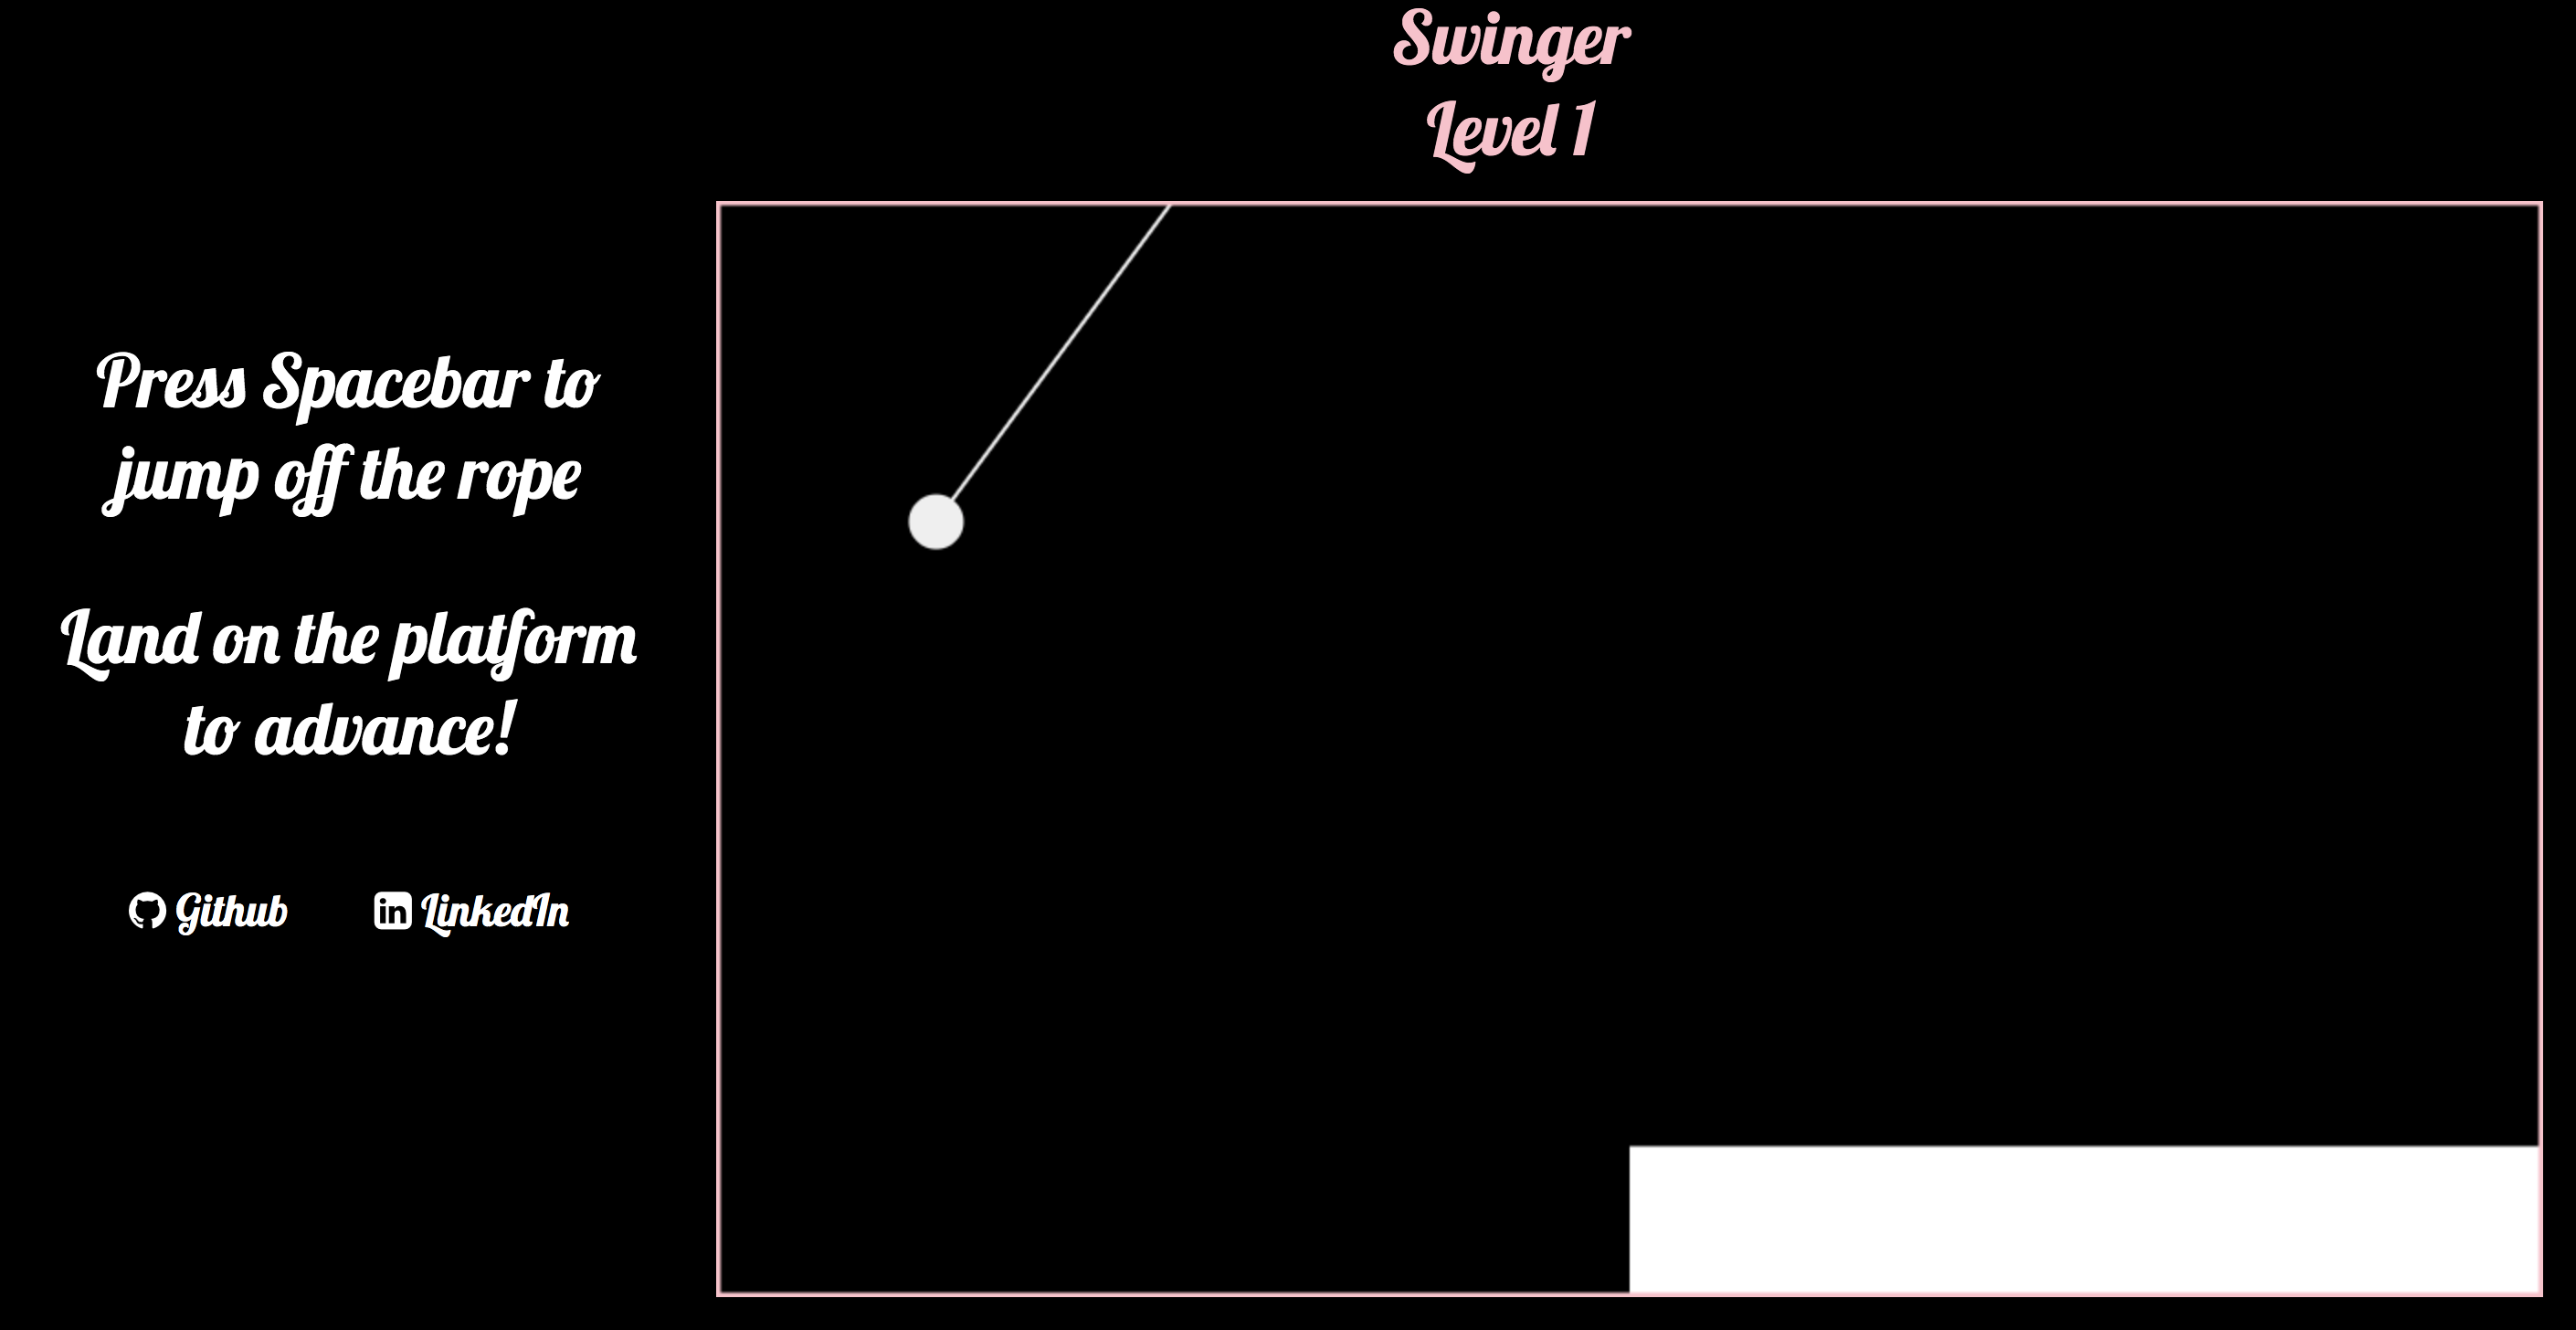 Swinger
Level 1
Press Spacebar to
jump off the rope
Land on the platform
to advance!
Github
LinkedIn